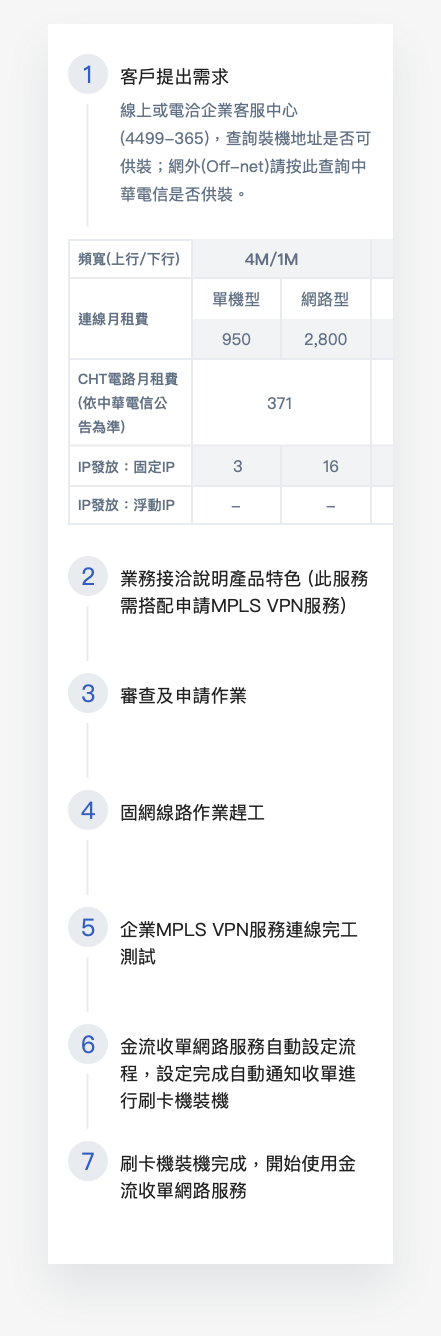 1
客戶提出需求
線上或電洽企業客服中心
(4499-365)，查詢裝機地址是否可
供裝；網外(Off-net)請按此查詢中
華電信是否供裝。
頻寬(上行/下行) 4M/1M
單機型 網路型
連線月租費
950 2,800
CHT電路月租費
(依中華電信公
告為準)
371
IP發放：固定IP 3 16
IP發放：浮動IP – –
2
業務接洽說明產品特色 (此服務
需搭配申請MPLS VPN服務)
3
審查及申請作業
4
固網線路作業趕工
5
企業MPLS VPN服務連線完工
測試
6
金流收單網路服務自動設定流
程，設定完成自動通知收單進
行刷卡機裝機
7
刷卡機裝機完成，開始使用金
流收單網路服務